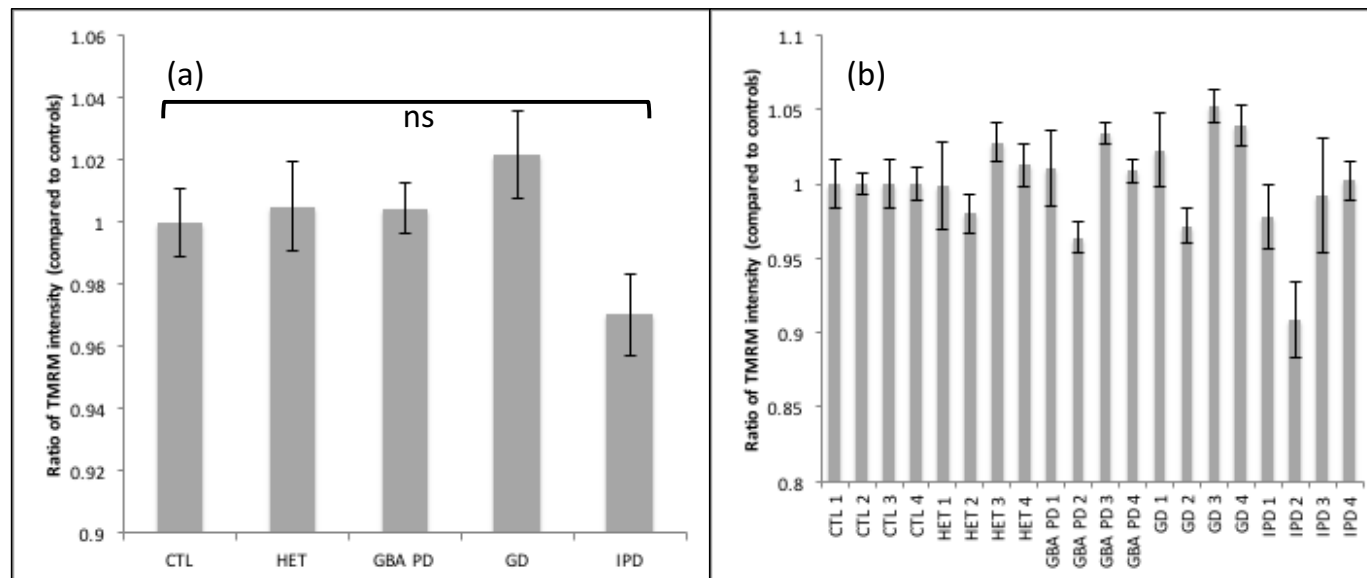 (a)
ns
Ratio of TMRM intensity (compared to controls)
1.06
1.04
1.02
1
0.98
0.96
0.94
0.92
0.9
CTL
HET
GBA PD
GD
IPD
(b)
Ratio of TMRM intensity (compared to controls)
1.1
1.05
1
0.95
0.9
0.85
0.8
CTL 1
CTL 2
CTL 3
CTL 4
HET 1
HET 2
HET 3
HET 4
GBA PD 1
GBA PD 2
GBA PD 3
GBA PD 4
GD 1
GD 2
GD 3
GD 4
IPD 1
IPD 2
IPD 3
IPD 4